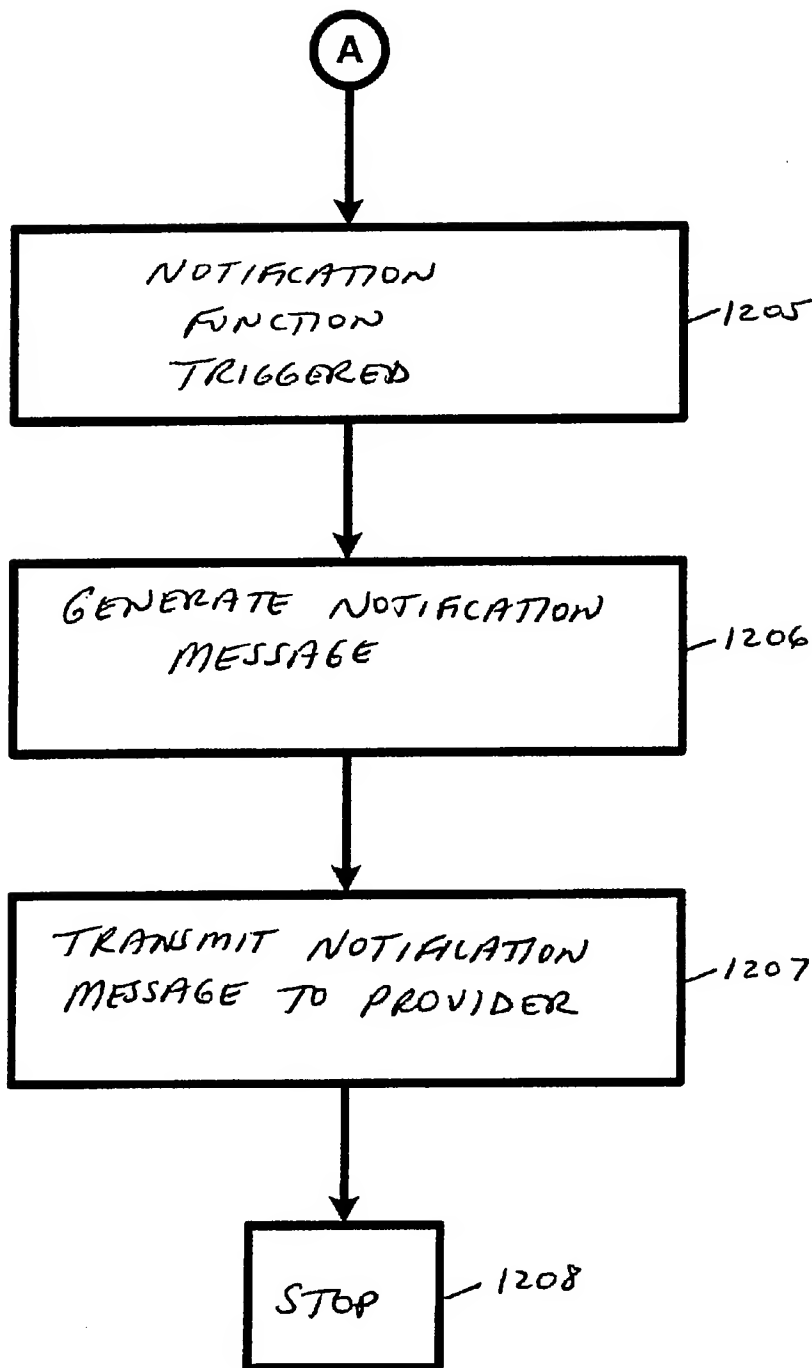 A
NOTIFICATION
FUNCTION
TRIGGERED
1205
GENERATE NOTIFICATION
MESSAGE
1206
TRANSMIT NOTIFICATION
MESSAGE TO PROVIDER
1207
STOP
1208